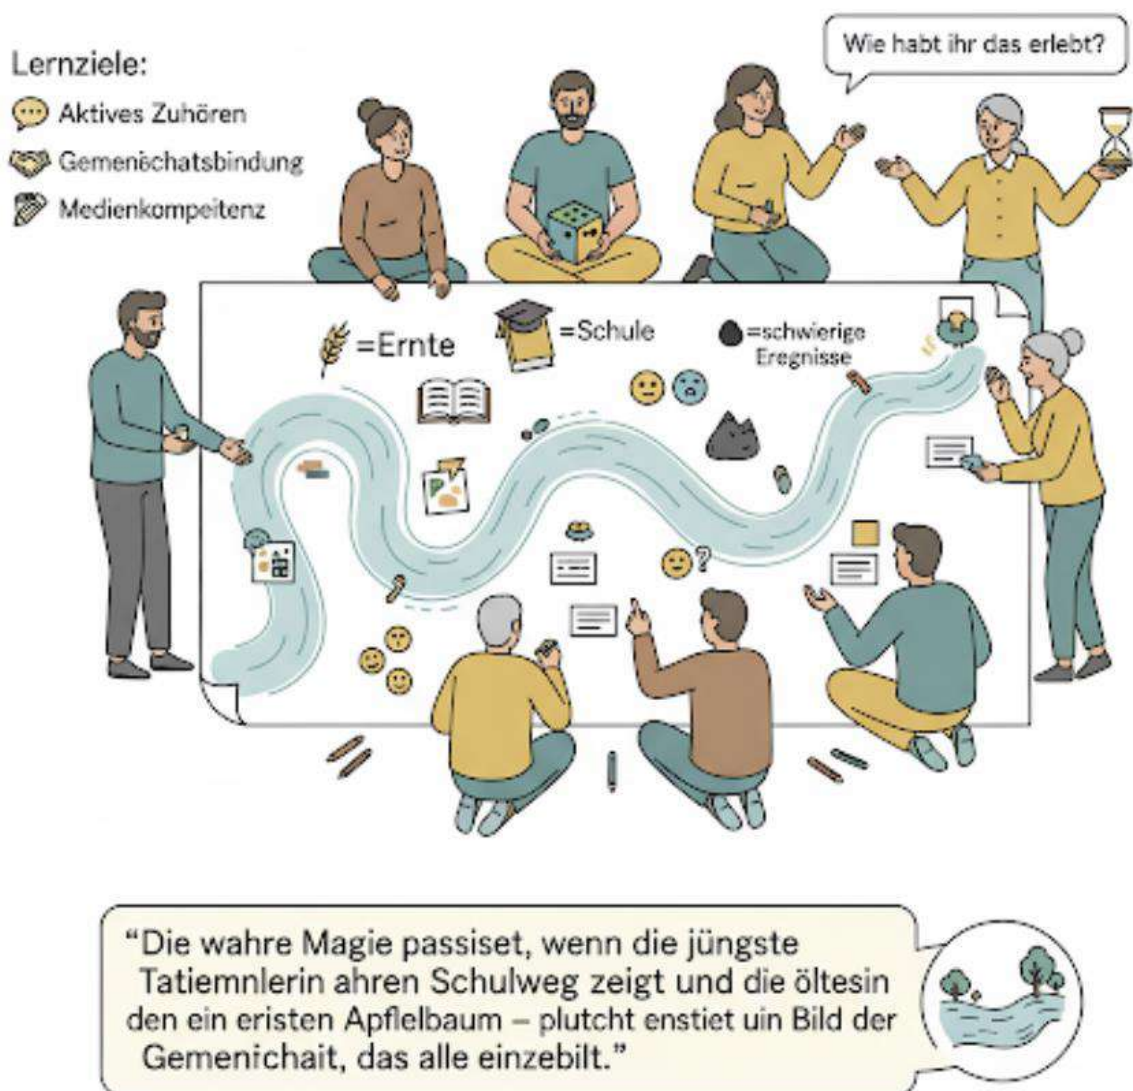 Wie habt ihr das erlebt?
Lernziele:
Aktives Zuhören
Gemeniċhatsbindung
Medienkompeitenz
=Ernte
=Schule
=schwierige
Eregnisse
?
“Die wahre Magie passiset, wenn die jüngste
Tatiemnlerin ahren Schulweg zeigt und die öltesin
den ein eristen Apflelbaum – plutcht enstiet uin Bild der
Gemenichait, das alle einzebilt.”